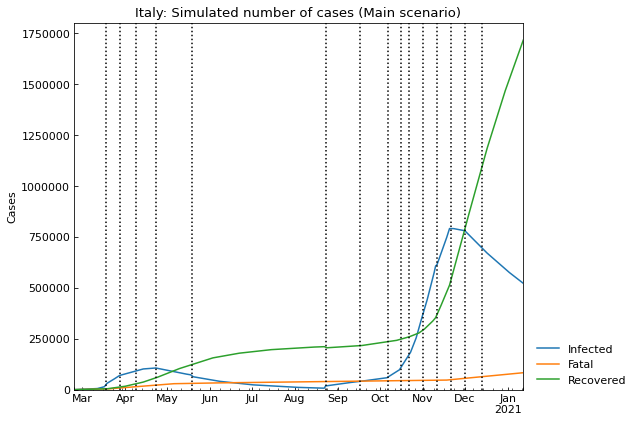 Italy: Simulated number of cases (Main scenario)
1750000
1500000
1250000
1000000
750000
500000
250000
0
Cases
Mar Apr May Jun Jul Aug Sep Oct Nov Dec Jan
2021
Infected
Fatal
Recovered